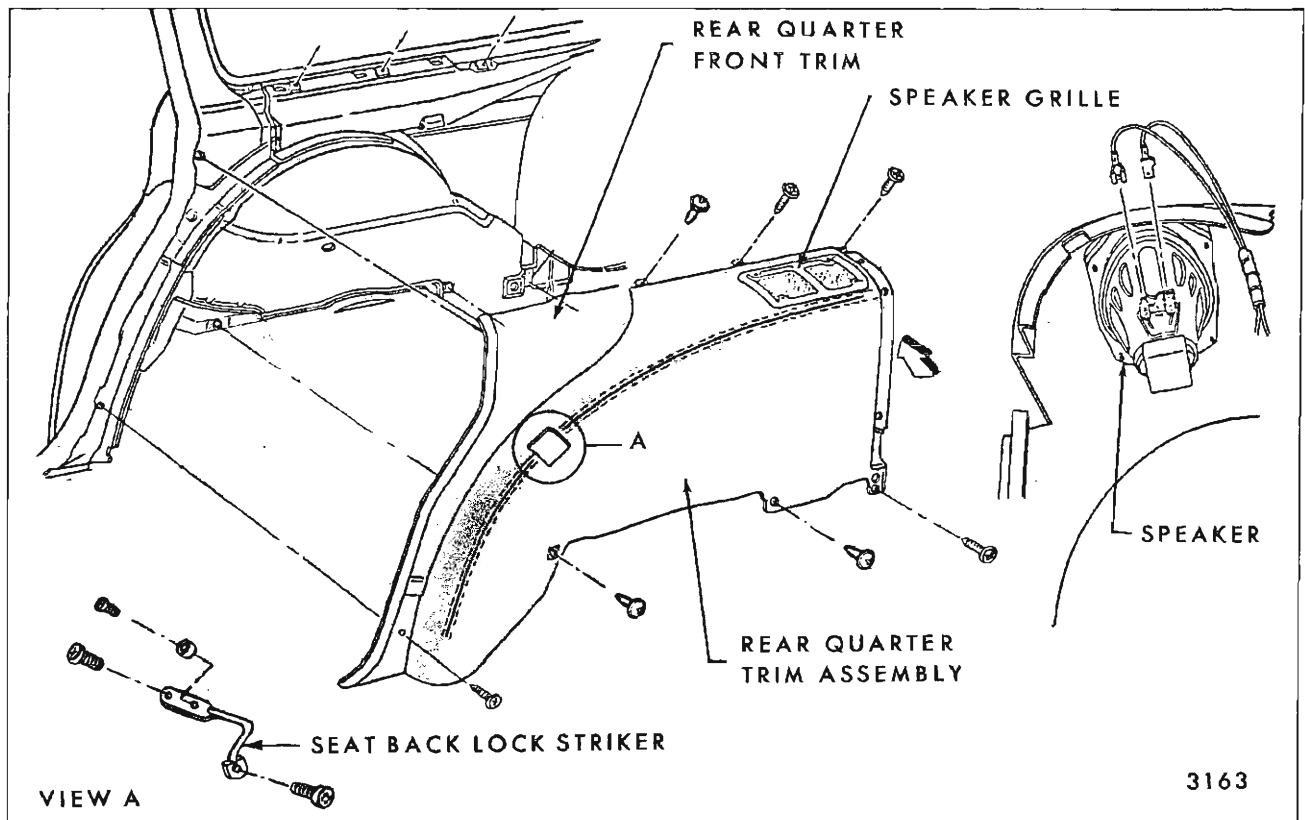 REAR QUARTER
FRONT TRIM
SPEAKER GRILLE
A
SPEAKER
REAR QUARTER
TRIM ASSEMBLY
SEAT BACK LOCK STRIKER
VIEW A
3163